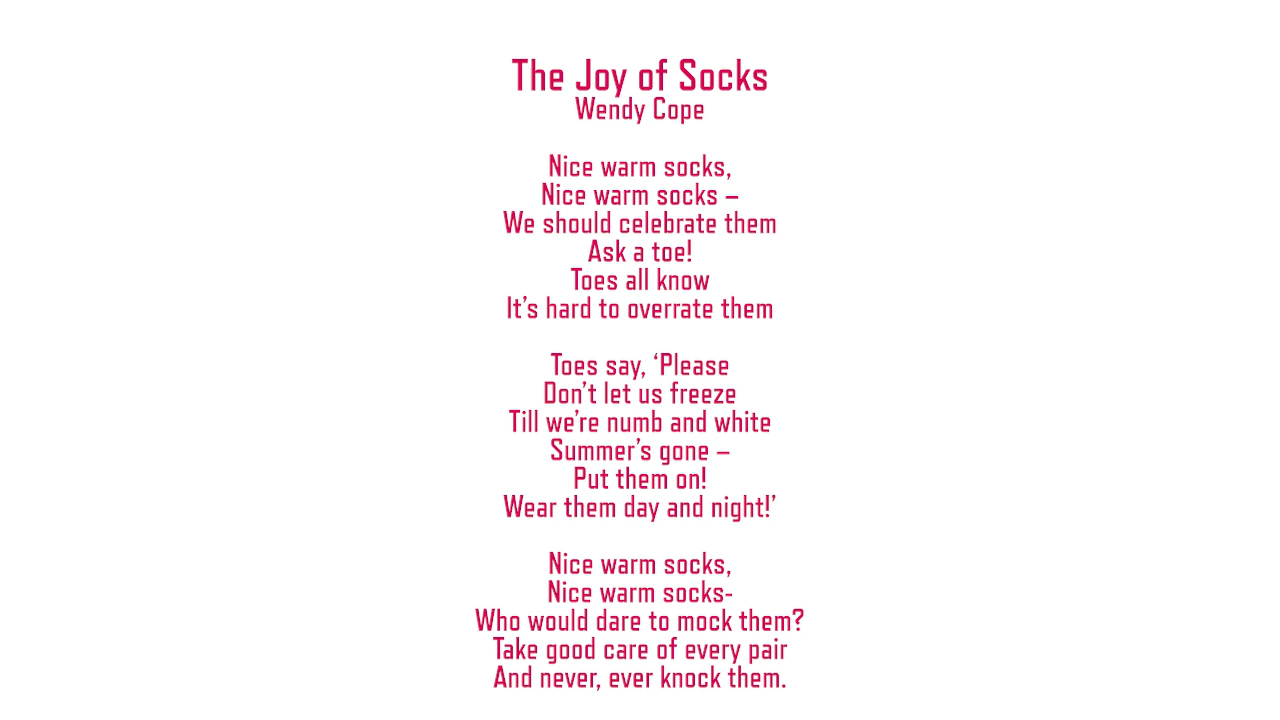 The Joy of Socks
Wendy Cope
Nice warm socks,
Nice warm socks –
We should celebrate them
Ask a toe!
Toes all know
It’s hard to overrate them
Toes say, ‘Please
Don’t let us freeze
Till we’re numb and white
Summer’s gone –
Put them on!
Wear them day and night!’
Nice warm socks,
Nice warm socks-
Who would dare to mock them?
Take good care of every pair
And never, ever knock them.